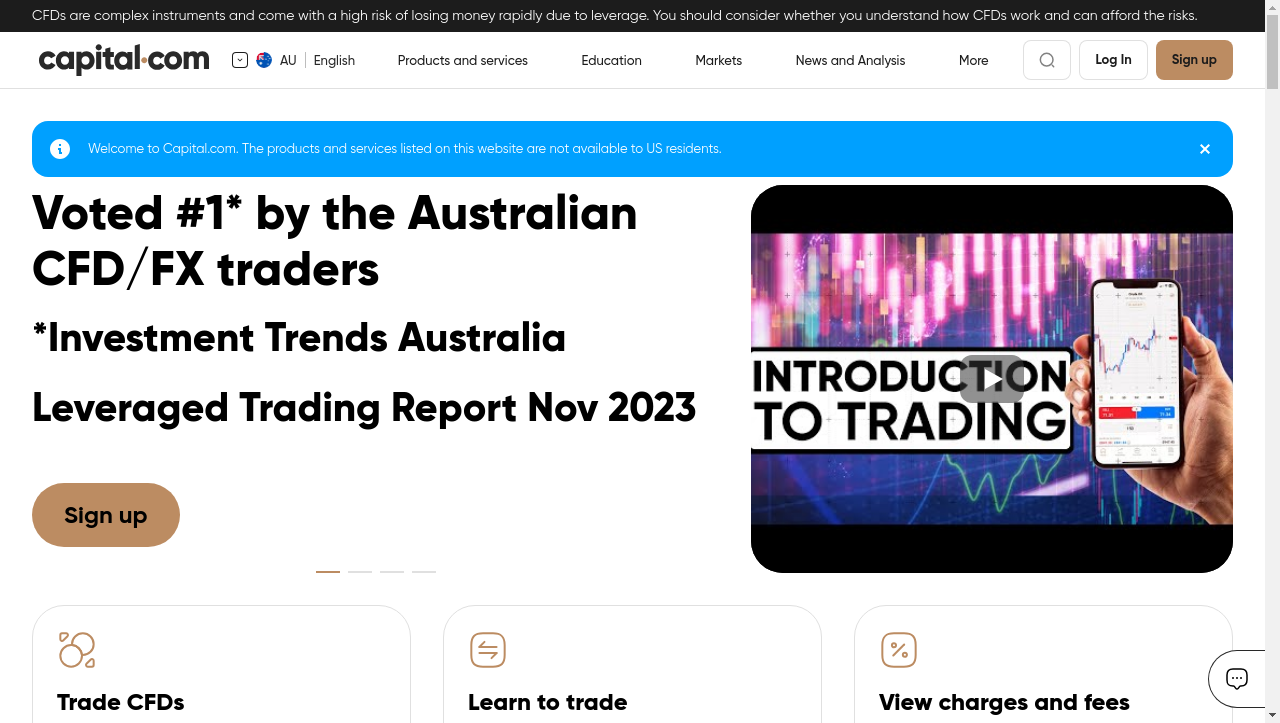 CFDs are complex instruments and come with a high risk of losing money rapidly due to leverage. You should consider whether you understand how CFDs work and can afford the risks.
capital.com
AU
English
Products and services
Education
Markets
News and Analysis
More
Log In
Sign up
Welcome to Capital.com. The products and services listed on this website are not available to US residents.
Voted #1* by the Australian
CFD/FX traders
*Investment Trends Australia
Leveraged Trading Report Nov 2023
INTRODUCTION
TO TRADING
Sign up
Trade CFDs
Learn to trade
View charges and fees